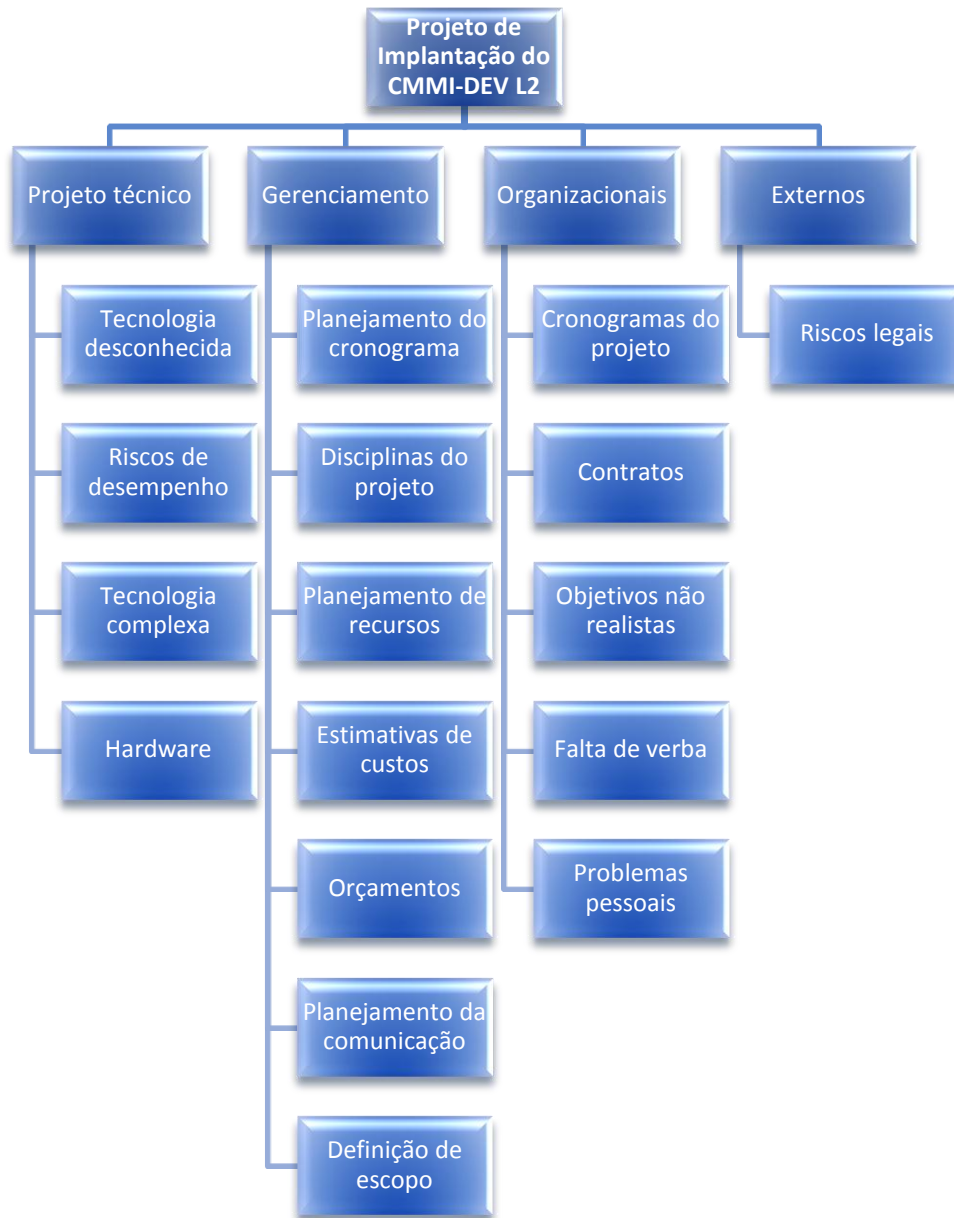 Projeto de
Implantação do
CMMI-DEV L2
Projeto técnico
Gerenciamento
Organizacionais
Externos
Tecnologia
desconhecida
Planejamento do
cronograma
Cronogramas do
projeto
Riscos legais
Riscos de
desempenho
Disciplinas do
projeto
Contratos
Tecnologia
complexa
Planejamento de
recursos
Objetivos não
realistas
Hardware
Estimativas de
custos
Falta de verba
Orçamentos
Problemas
pessoais
Planejamento da
comunicação
Definição de
escopo